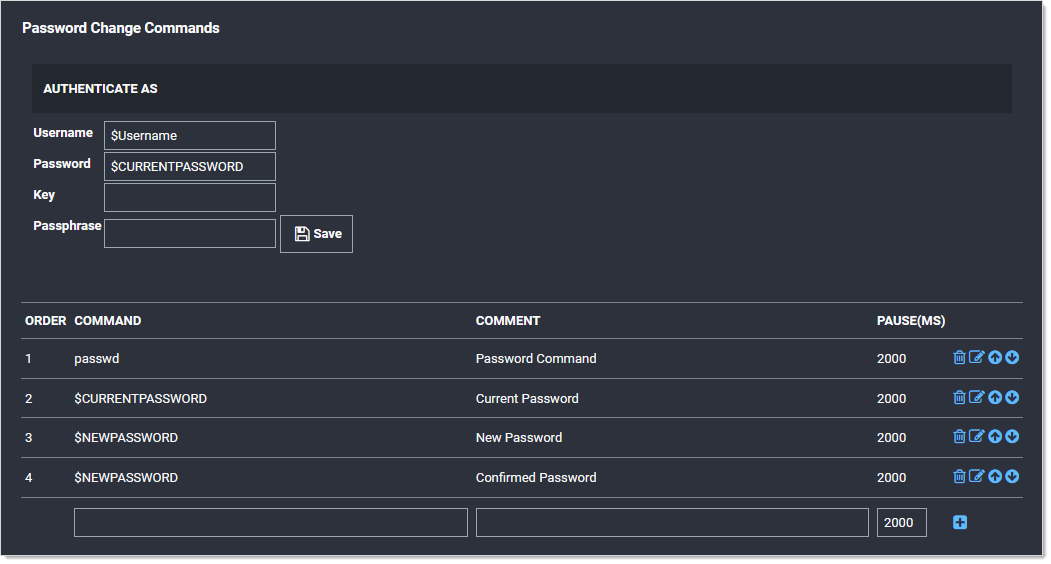 Password Change Commands
AUTHENTICATE AS
Username $Username
Password $CURRENTPASSWORD
Key
Passphrase Save
ORDER COMMAND COMMENT PAUSE(MS)
1 passwd Password Command 2000
2 $CURRENTPASSWORD Current Password 2000
3 $NEWPASSWORD New Password 2000
4 $NEWPASSWORD Confirmed Password 2000
2000